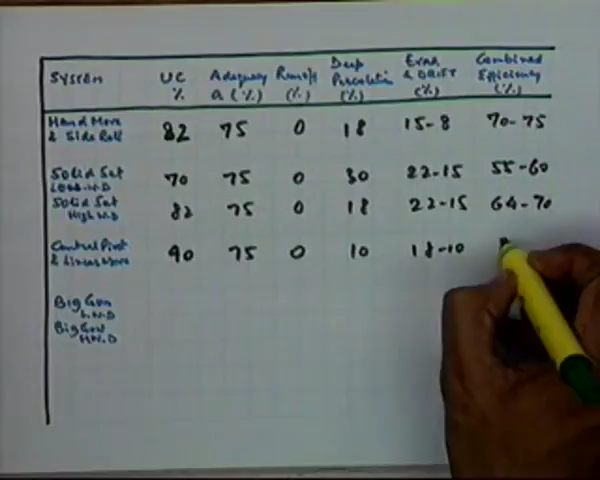 System UC % Adequacy a (%) Runoff (%) Deep Percolation (%) Evap. & DRIFT (%) Combined Efficiency (%)
Hand Move & Side Roll 82 75 0 18 15-8 70-75
Solid Set Low W.D 70 75 0 30 22-15 55-60
Solid Set High W.D 82 75 0 18 22-15 64-70
Central Pivot & Linear Move 90 75 0 10 18-10
Big Gun L.W.D
Big Gun H.W.D